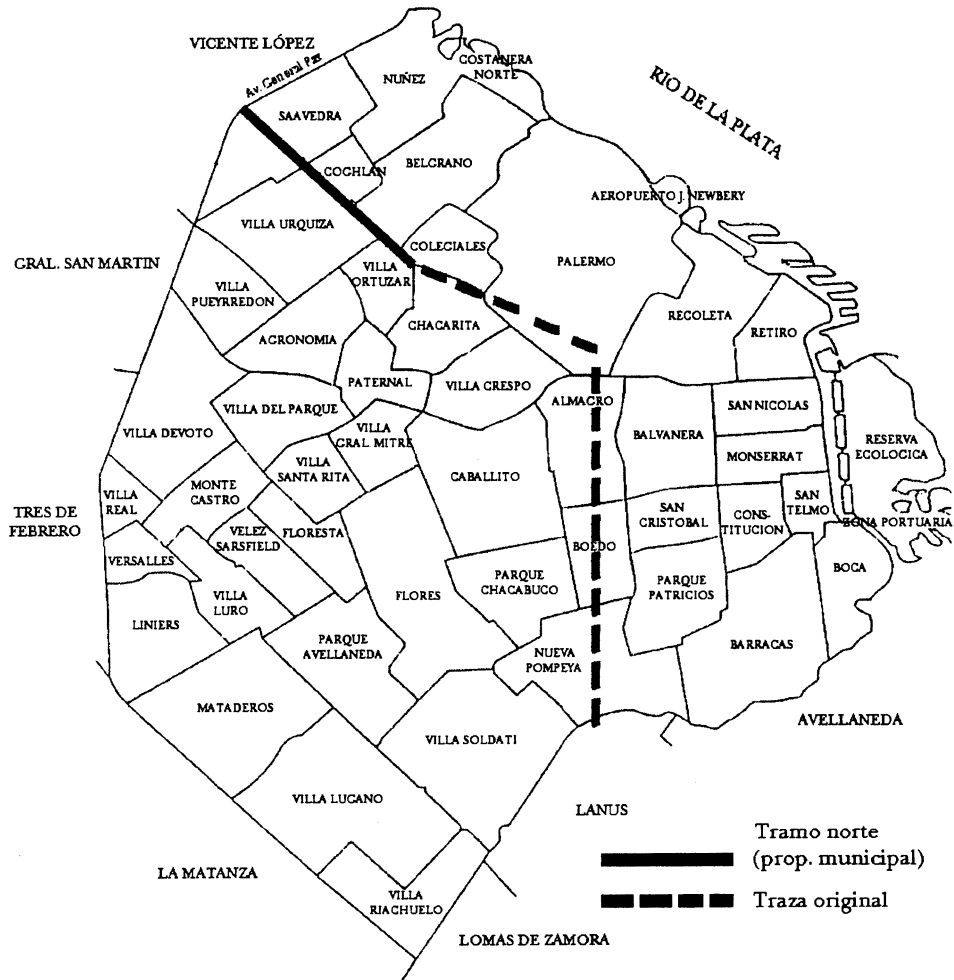 VICENTE LÓPEZ
Av. General Paz
NUÑEZ
COSTANERA
NORTE
RIO DE LA PLATA
SAAVEDRA
COGHLAN
BELGRANO
AEROPUERTO J. NEWBERY
VILLA URQUIZA
COLEGIALES
PALERMO
GRAL. SAN MARTIN
VILLA
ORTUZAR
VILLA
PUEYRREDON
CHACARITA
RECOLETA
RETIRO
AGRONOMIA
PATERNAL
VILLA CRESPO
ALMAGRO
SAN NICOLAS
VILLA DEL PARQUE
VILLA DEVOTO
VILLA
GRAL. MITRE
BALVANERA
MONSERRAT
RESERVA
ECOLOGICA
VILLA
SANTA RITA
CABALLITO
MONTE
CASTRO
VILLA
REAL
TRES DE
FEBRERO
SAN
CRISTOBAL
CONS-
TITUCION
SAN
TELMO
ZONA PORTUARIA
VELEZ
SARSFIELD
FLORESTA
BOEDO
VERSALLES
PARQUE
CHACABUCO
PARQUE
PATRICIOS
BOCA
VILLA
LURO
FLORES
LINIERS
PARQUE
AVELLANEDA
NUEVA
POMPEYA
BARRACAS
MATADEROS
AVELLANEDA
VILLA SOLDATI
VILLA LUGANO
LANUS
LA MATANZA
VILLA
RIACHUELO
LOMAS DE ZAMORA
Tramo norte
(prop. municipal)
Traza original